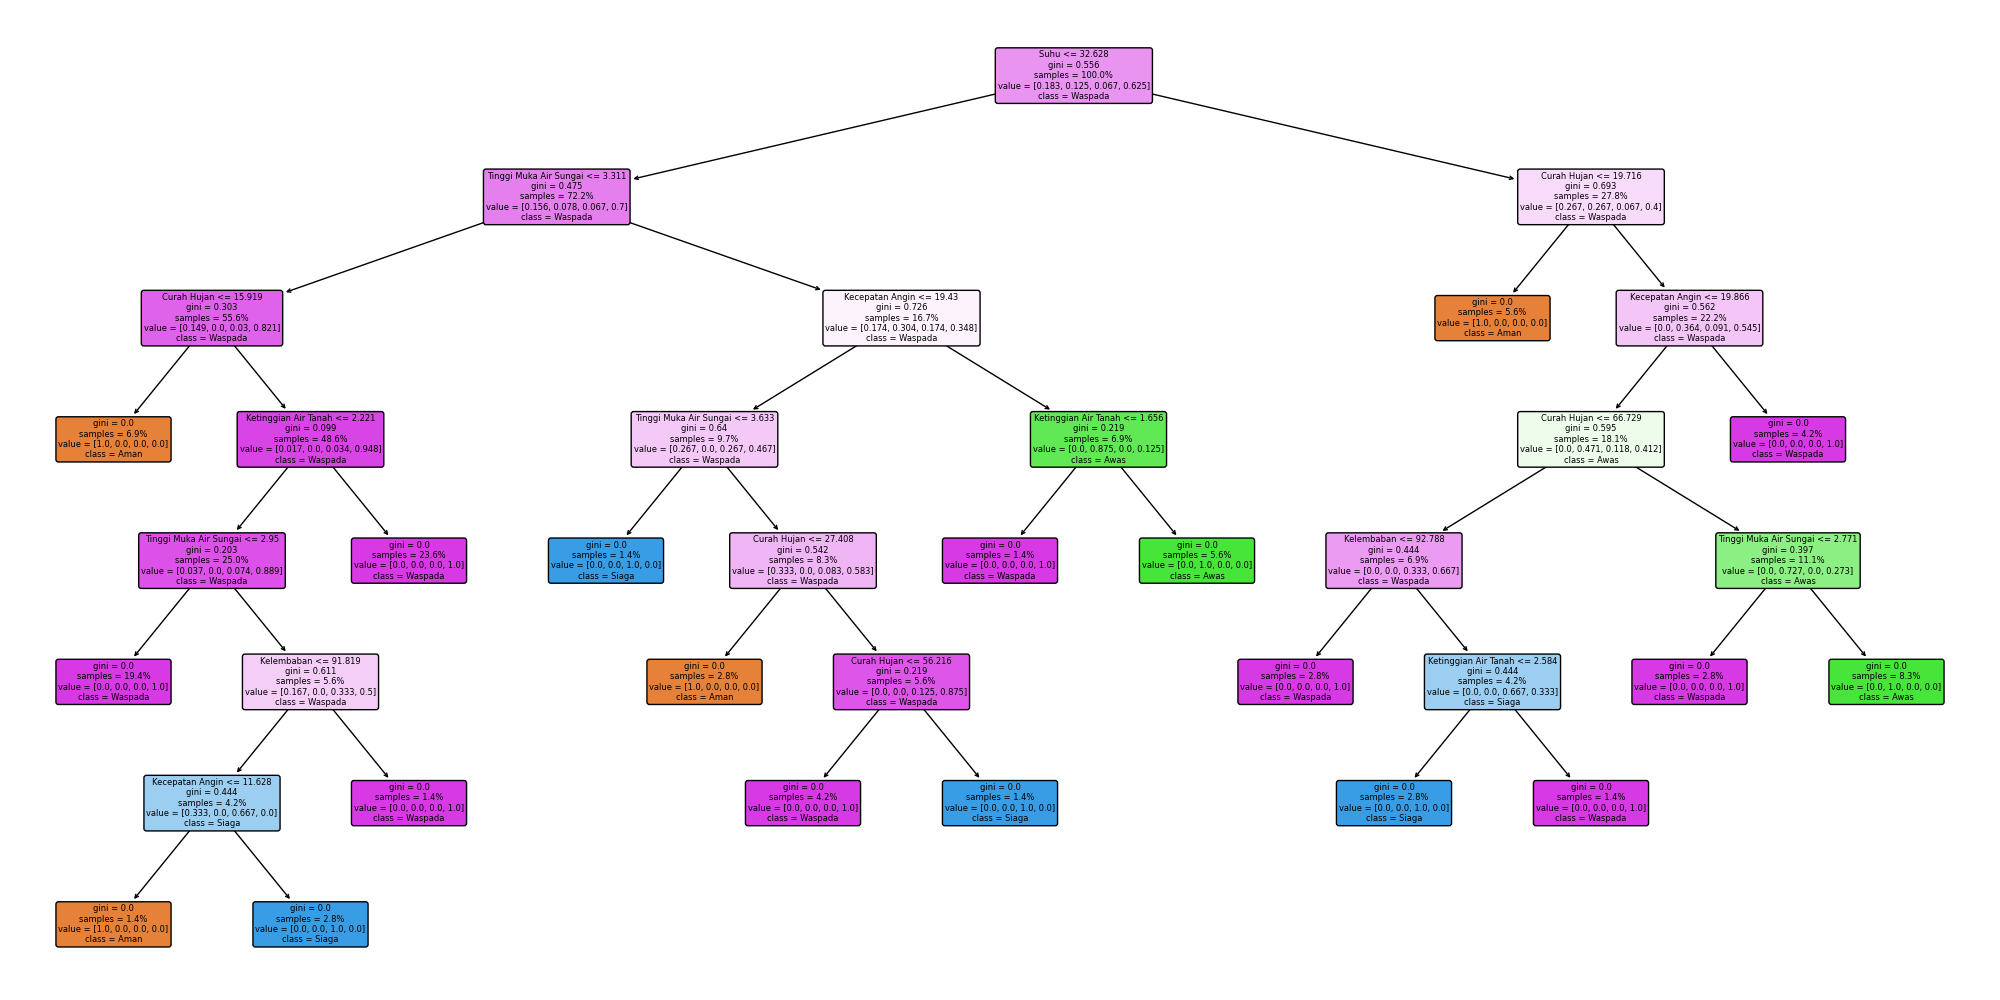 Suhu <= 32.628
gini = 0.556
samples = 100.0%
value = [0.183, 0.125, 0.067, 0.625]
class = Waspada
Tinggi Muka Air Sungai <= 3.311
gini = 0.475
samples = 72.2%
value = [0.156, 0.078, 0.067, 0.7]
class = Waspada
Curah Hujan <= 19.716
gini = 0.693
samples = 27.8%
value = [0.267, 0.267, 0.067, 0.4]
class = Waspada
Curah Hujan <= 15.919
gini = 0.303
samples = 55.6%
value = [0.149, 0.0, 0.03, 0.821]
class = Waspada
Kecepatan Angin <= 19.43
gini = 0.726
samples = 16.7%
value = [0.174, 0.304, 0.174, 0.348]
class = Waspada
gini = 0.0
samples = 5.6%
value = [1.0, 0.0, 0.0, 0.0]
class = Aman
Kecepatan Angin <= 19.866
gini = 0.562
samples = 22.2%
value = [0.0, 0.364, 0.091, 0.545]
class = Waspada
gini = 0.0
samples = 6.9%
value = [1.0, 0.0, 0.0, 0.0]
class = Aman
Ketinggian Air Tanah <= 2.221
gini = 0.099
samples = 48.6%
value = [0.017, 0.0, 0.034, 0.948]
class = Waspada
Tinggi Muka Air Sungai <= 3.633
gini = 0.64
samples = 9.7%
value = [0.267, 0.0, 0.267, 0.467]
class = Waspada
Ketinggian Air Tanah <= 1.656
gini = 0.219
samples = 6.9%
value = [0.0, 0.875, 0.0, 0.125]
class = Awas
Curah Hujan <= 66.729
gini = 0.595
samples = 18.1%
value = [0.0, 0.471, 0.118, 0.412]
class = Awas
gini = 0.0
samples = 4.2%
value = [0.0, 0.0, 0.0, 1.0]
class = Waspada
Tinggi Muka Air Sungai <= 2.95
gini = 0.203
samples = 25.0%
value = [0.037, 0.0, 0.074, 0.889]
class = Waspada
gini = 0.0
samples = 23.6%
value = [0.0, 0.0, 0.0, 1.0]
class = Waspada
gini = 0.0
samples = 1.4%
value = [0.0, 0.0, 1.0, 0.0]
class = Siaga
Curah Hujan <= 27.408
gini = 0.542
samples = 8.3%
value = [0.333, 0.0, 0.083, 0.583]
class = Waspada
gini = 0.0
samples = 1.4%
value = [0.0, 0.0, 0.0, 1.0]
class = Waspada
gini = 0.0
samples = 5.6%
value = [0.0, 1.0, 0.0, 0.0]
class = Awas
Kelembaban <= 92.788
gini = 0.444
samples = 6.9%
value = [0.0, 0.0, 0.333, 0.667]
class = Waspada
Tinggi Muka Air Sungai <= 2.771
gini = 0.397
samples = 11.1%
value = [0.0, 0.727, 0.0, 0.273]
class = Awas
gini = 0.0
samples = 19.4%
value = [0.0, 0.0, 0.0, 1.0]
class = Waspada
Kelembaban <= 91.819
gini = 0.611
samples = 5.6%
value = [0.167, 0.0, 0.333, 0.5]
class = Waspada
gini = 0.0
samples = 2.8%
value = [1.0, 0.0, 0.0, 0.0]
class = Aman
Curah Hujan <= 56.216
gini = 0.219
samples = 5.6%
value = [0.0, 0.0, 0.125, 0.875]
class = Waspada
gini = 0.0
samples = 2.8%
value = [0.0, 0.0, 0.0, 1.0]
class = Waspada
Ketinggian Air Tanah <= 2.584
gini = 0.444
samples = 4.2%
value = [0.0, 0.0, 0.667, 0.333]
class = Siaga
gini = 0.0
samples = 2.8%
value = [0.0, 0.0, 0.0, 1.0]
class = Waspada
gini = 0.0
samples = 8.3%
value = [0.0, 1.0, 0.0, 0.0]
class = Awas
Kecepatan Angin <= 11.628
gini = 0.444
samples = 4.2%
value = [0.333, 0.0, 0.667, 0.0]
class = Siaga
gini = 0.0
samples = 1.4%
value = [0.0, 0.0, 0.0, 1.0]
class = Waspada
gini = 0.0
samples = 4.2%
value = [0.0, 0.0, 0.0, 1.0]
class = Waspada
gini = 0.0
samples = 1.4%
value = [0.0, 0.0, 1.0, 0.0]
class = Siaga
gini = 0.0
samples = 2.8%
value = [0.0, 0.0, 1.0, 0.0]
class = Siaga
gini = 0.0
samples = 1.4%
value = [0.0, 0.0, 0.0, 1.0]
class = Waspada
gini = 0.0
samples = 1.4%
value = [1.0, 0.0, 0.0, 0.0]
class = Aman
gini = 0.0
samples = 2.8%
value = [0.0, 0.0, 1.0, 0.0]
class = Siaga